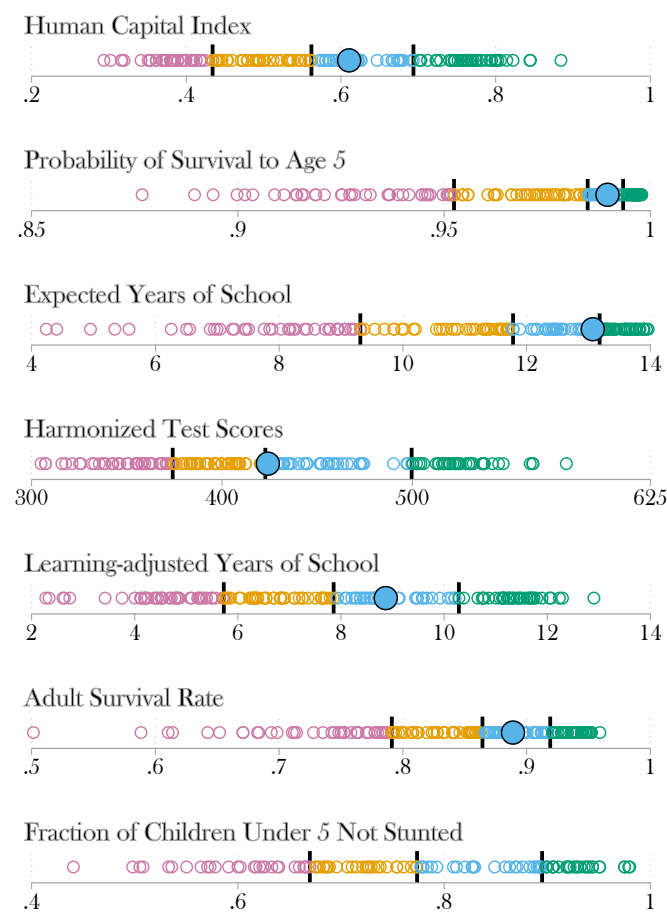 Human Capital Index
.2 .4 .6 .8 1
Probability of Survival to Age 5
.85 .9 .95 1
Expected Years of School
4 6 8 10 12 14
Harmonized Test Scores
300 400 500 625
Learning-adjusted Years of School
2 4 6 8 10 12 14
Adult Survival Rate
.5 .6 .7 .8 .9 1
Fraction of Children Under 5 Not Stunted
.4 .6 .8 1